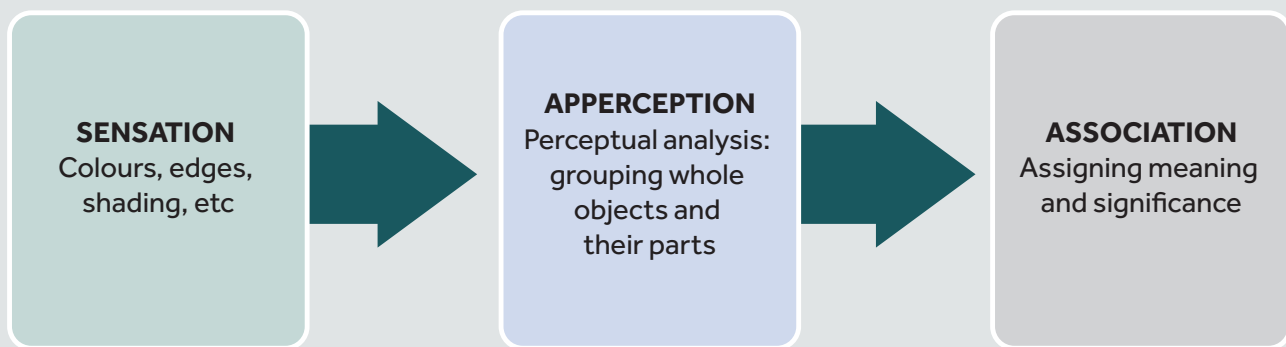 SENSATION
Colours, edges,
shading, etc
APPERCEPTION
Perceptual analysis:
grouping whole
objects and
their parts
ASSOCIATION
Assigning meaning
and significance